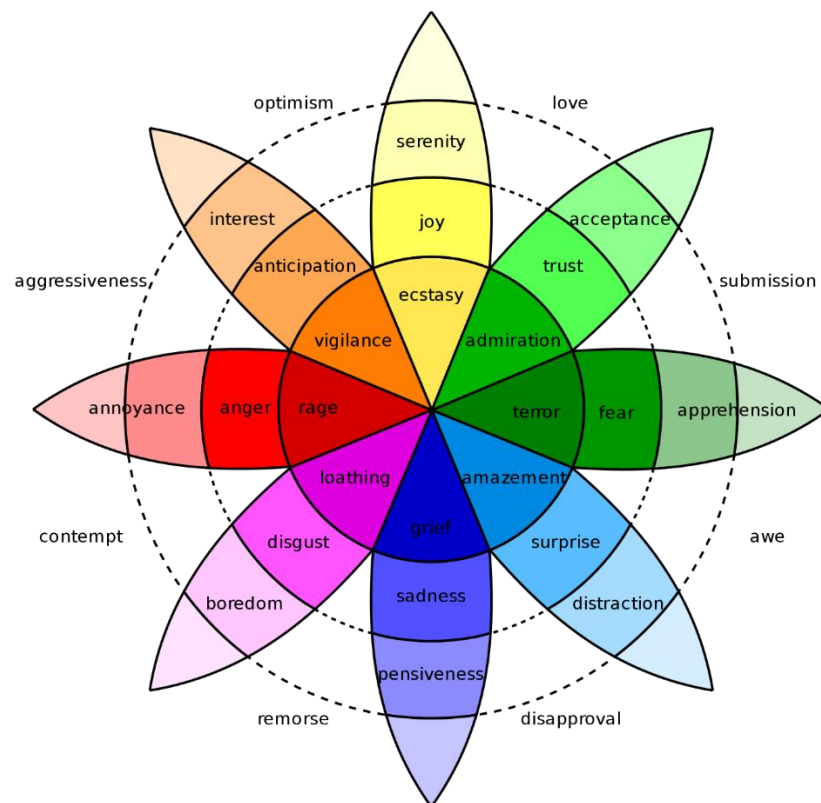 optimism
love
serenity
interest
joy
acceptance
anticipation
trust
aggressiveness
submission
ecstasy
vigilance
admiration
annoyance
anger
rage
terror
fear
apprehension
loathing
amazement
grief
contempt
awe
disgust
surprise
sadness
boredom
distraction
pensiveness
remorse
disapproval